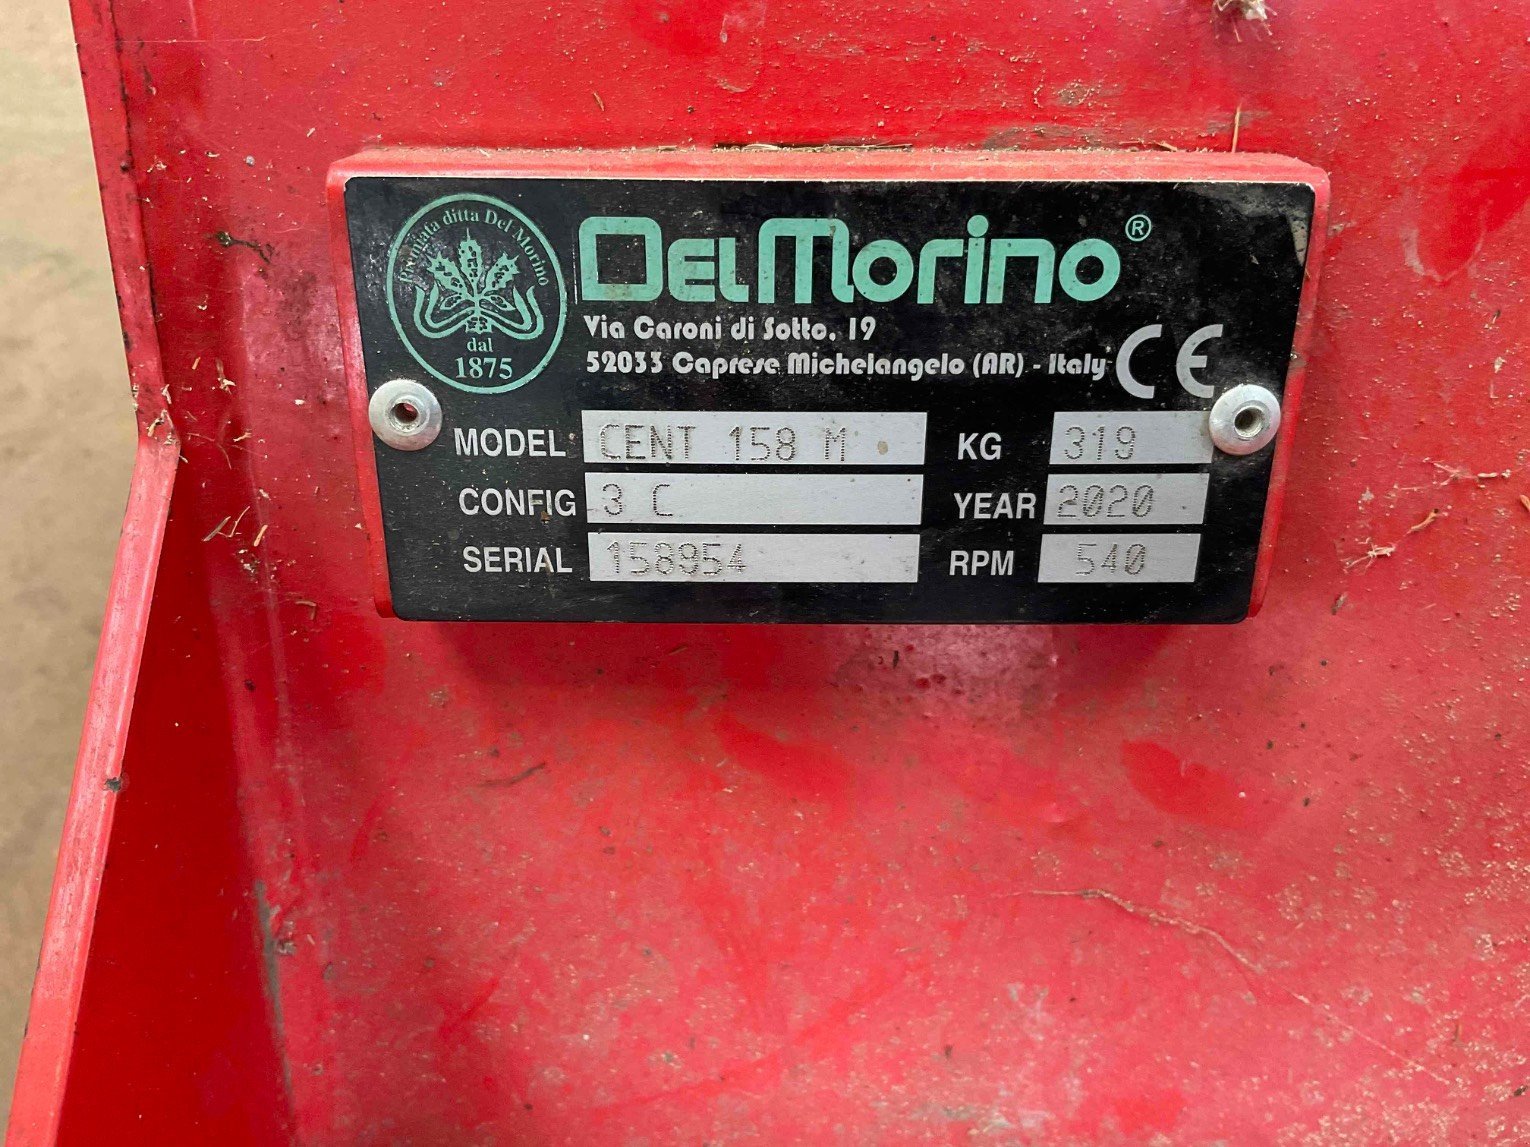 Premiata ditta Del Morino
dal
1875
DELMORINO®
Via Caroni di Sotto, 19
52033 Caprese Michelangelo (AR) - Italy CE
MODEL CENT 158 M KG 319
CONFIG 3 C YEAR 2020
SERIAL 158954 RPM 540